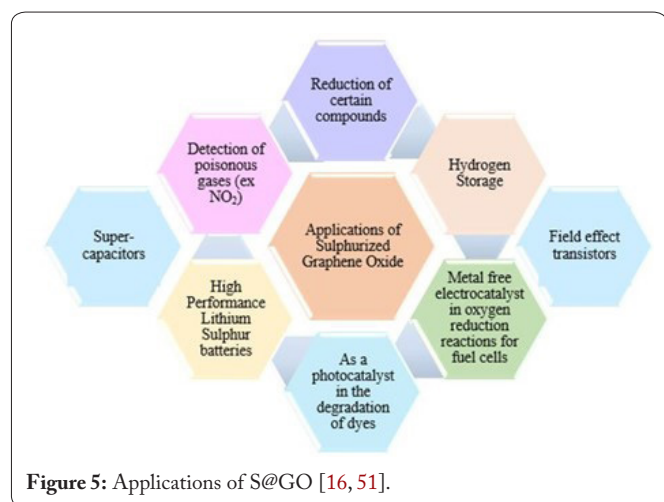 Reduction of
certain
compounds
Detection of
poisonous
gases (ex
NO₂)
Hydrogen
Storage
Super-
capacitors
Applications of
Sulphurized
Graphene Oxide
Field effect
transistors
High
Performance
Lithium
Sulphur
batteries
Metal free
electrocatalyst
in oxygen
reduction
reactions for
fuel cells
As a
photocatalyst
in the
degradation
of dyes
Figure 5: Applications of S@GO [16, 51].